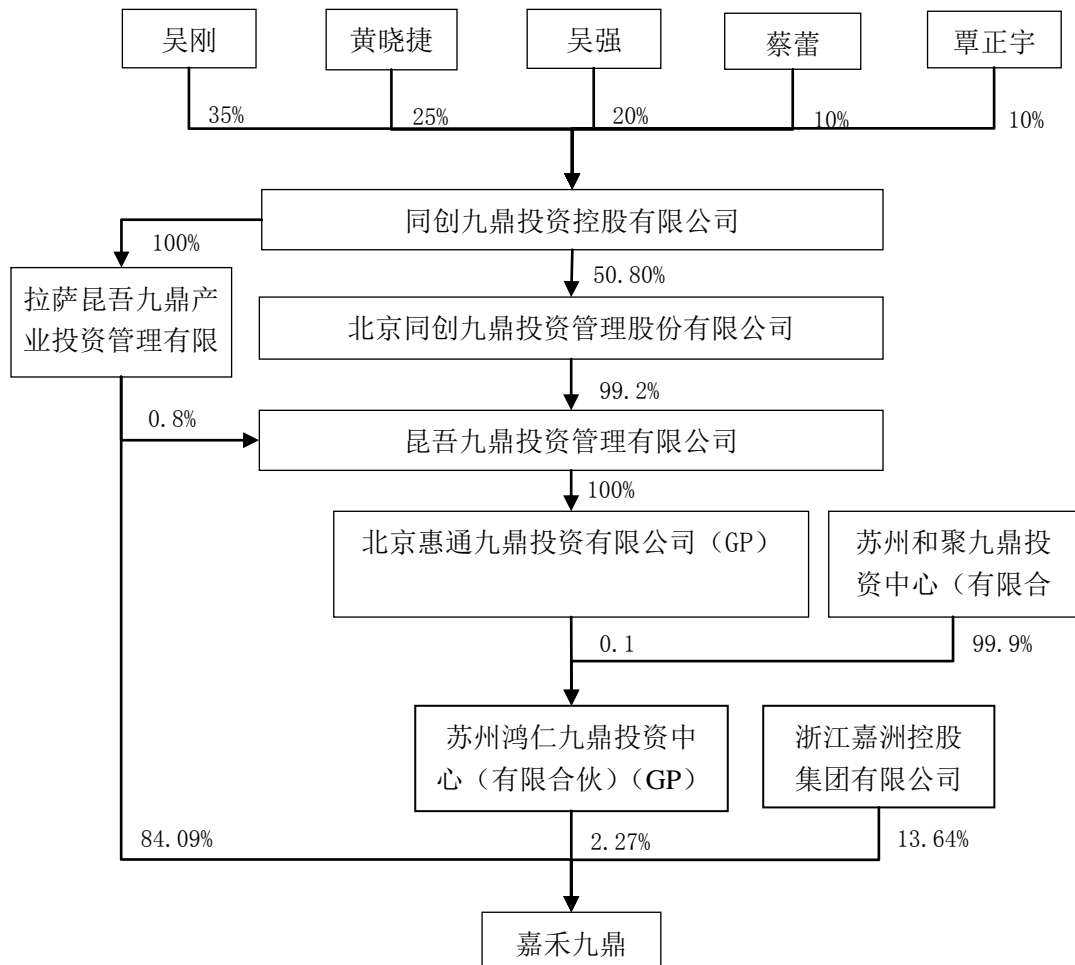 吴刚
黄晓捷
吴强
蔡蕾
覃正宇
35%
25%
20%
10%
10%
同创九鼎投资控股有限公司
100%
50.80%
拉萨昆吾九鼎产
业投资管理有限
北京同创九鼎投资管理股份有限公司
99.2%
0.8%
昆吾九鼎投资管理有限公司
100%
北京惠通九鼎投资有限公司（GP）
苏州和聚九鼎投
资中心（有限合
0.1
99.9%
苏州鸿仁九鼎投资中
心（有限合伙）（GP）
浙江嘉洲控股
集团有限公司
84.09%
2.27%
13.64%
嘉禾九鼎